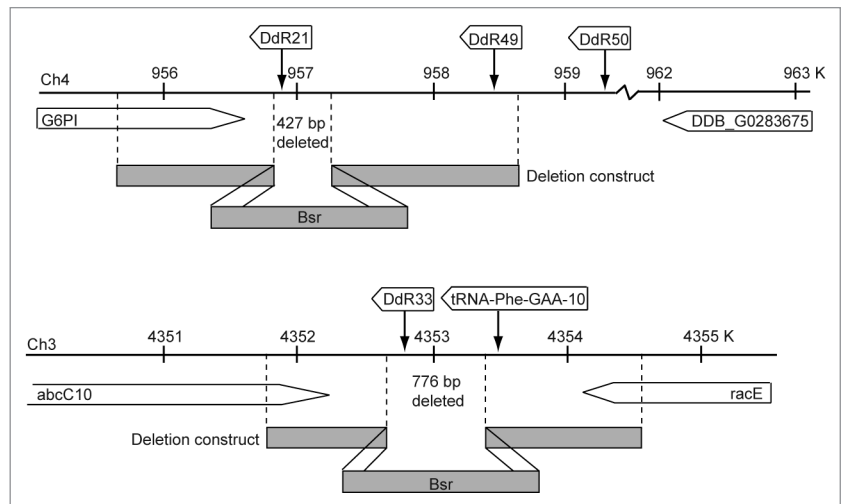 DdR21 DdR49 DdR50
Ch4 956 957 958 959 962 963 K
G6PI 427 bp deleted DDB_G0283675
Deletion construct
Bsr
DdR33 tRNA-Phe-GAA-10
Ch3 4351 4352 4353 4354 4355 K
abcC10 776 bp deleted racE
Deletion construct
Bsr